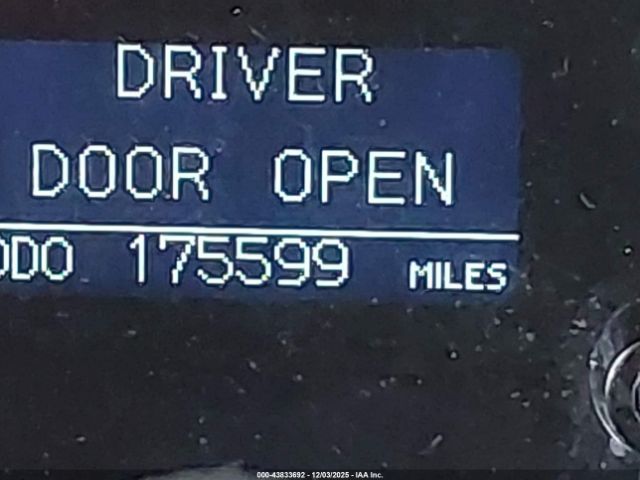 DRIVER
DOOR OPEN
ODO 175599 MILES
000-43833692 - 12/03/2025 - IAA Inc.